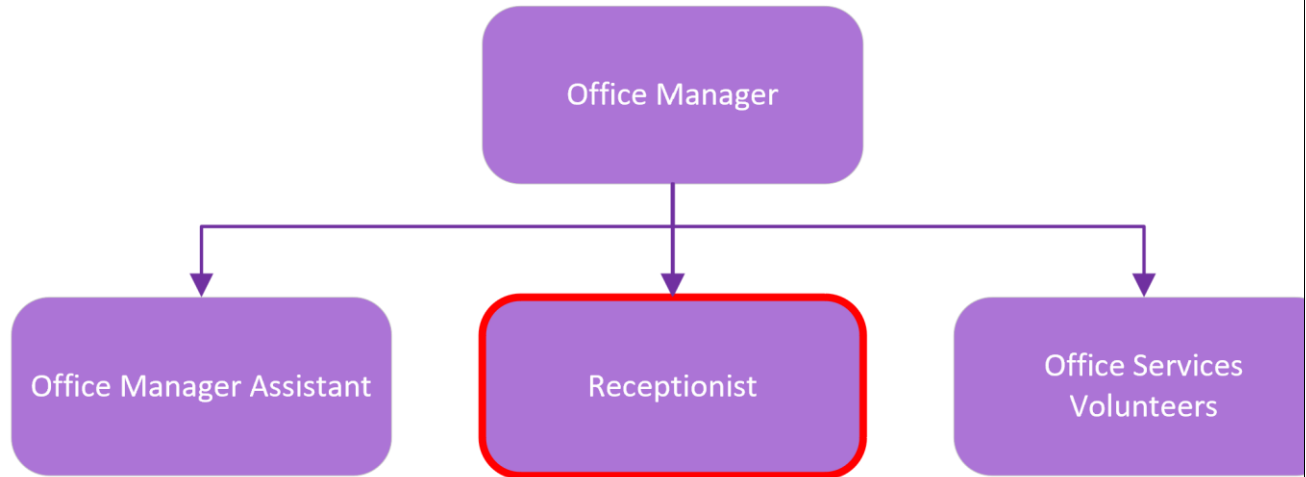 Office Manager
Office Manager Assistant
Receptionist
Office Services
Volunteers